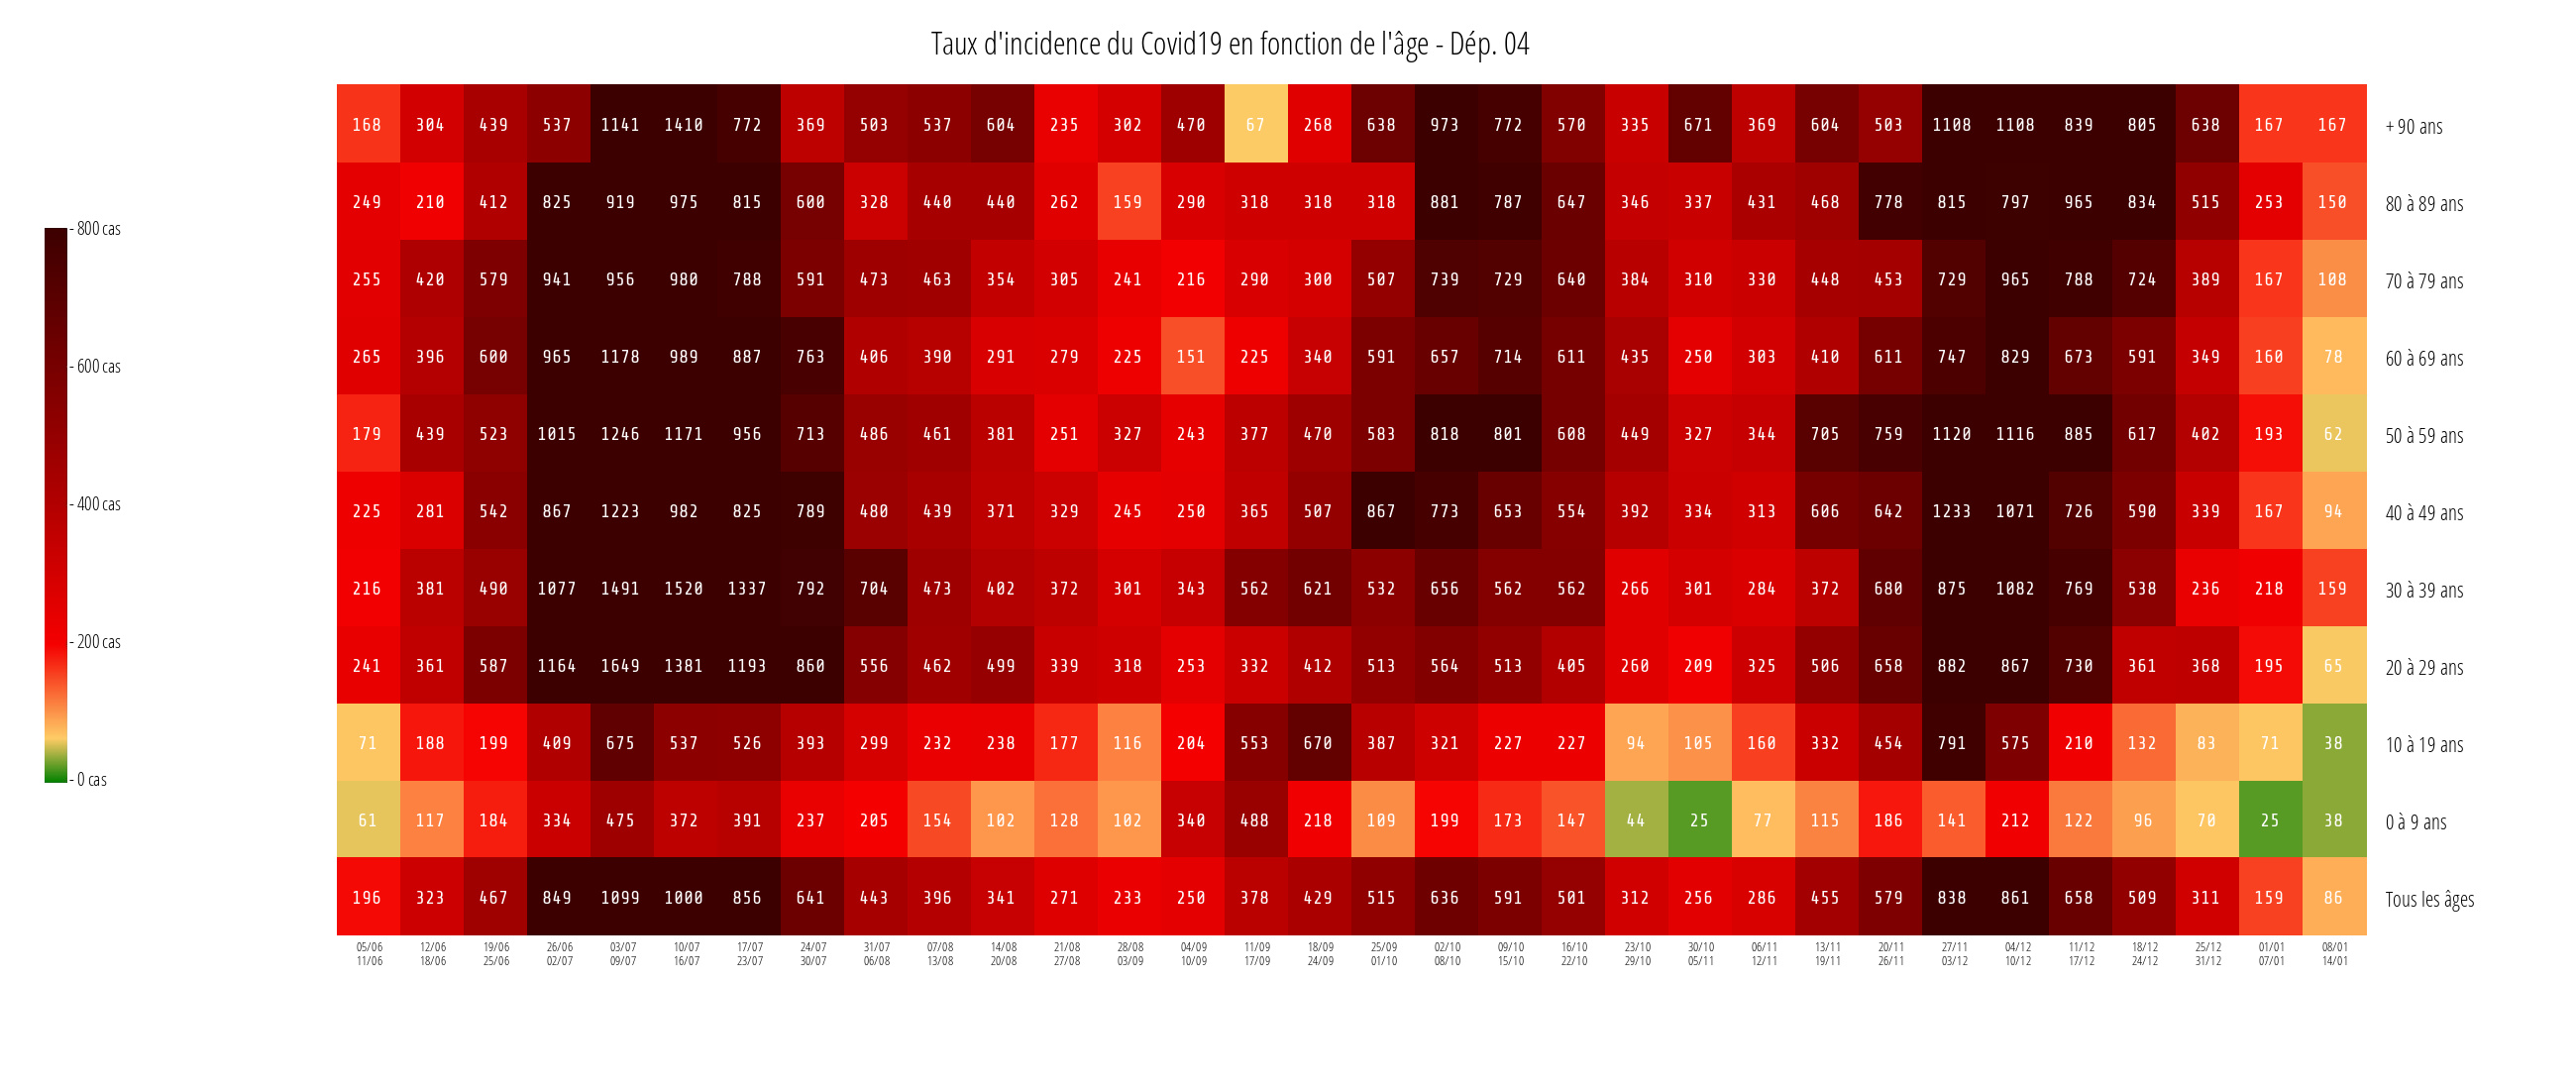 Taux d'incidence du Covid19 en fonction de l'âge - Dép. 04
168 304 439 537 1141 1410 772 369 503 537 604 235 302 470 67 268 638 973 772 570 335 671 369 604 503 1108 1108 839 805 638 167 167 + 90 ans
249 210 412 825 919 975 815 600 328 440 440 262 159 290 318 318 318 881 787 647 346 337 431 468 778 815 797 965 834 515 253 150 80 à 89 ans
- 800 cas
255 420 579 941 956 980 788 591 473 463 354 305 241 216 290 300 507 739 729 640 384 310 330 448 453 729 965 788 724 389 167 108 70 à 79 ans
265 396 600 965 1178 989 887 763 406 390 291 279 225 151 225 340 591 657 714 611 435 250 303 410 611 747 829 673 591 349 160 78 60 à 69 ans
- 600 cas
179 439 523 1015 1246 1171 956 713 486 461 381 251 327 243 377 470 583 818 801 608 449 327 344 705 759 1120 1116 885 617 402 193 62 50 à 59 ans
- 400 cas
225 281 542 867 1223 982 825 789 480 439 371 329 245 250 365 507 867 773 653 554 392 334 313 606 642 1233 1071 726 590 339 167 94 40 à 49 ans
216 381 490 1077 1491 1520 1337 792 704 473 402 372 301 343 562 621 532 656 562 562 266 301 284 372 680 875 1082 769 538 236 218 159 30 à 39 ans
- 200 cas
241 361 587 1164 1649 1381 1193 860 556 462 499 339 318 253 332 412 513 564 513 405 260 209 325 506 658 882 867 730 361 368 195 65 20 à 29 ans
71 188 199 409 675 537 526 393 299 232 238 177 116 204 553 670 387 321 227 227 94 105 160 332 454 791 575 210 132 83 71 38 10 à 19 ans
- 0 cas
61 117 184 334 475 372 391 237 205 154 102 128 102 340 488 218 109 199 173 147 44 25 77 115 186 141 212 122 96 70 25 38 0 à 9 ans
196 323 467 849 1099 1000 856 641 443 396 341 271 233 250 378 429 515 636 591 501 312 256 286 455 579 838 861 658 509 311 159 86 Tous les âges
05/06 12/06 19/06 26/06 03/07 10/07 17/07 24/07 31/07 07/08 14/08 21/08 28/08 04/09 11/09 18/09 25/09 02/10 09/10 16/10 23/10 30/10 06/11 13/11 20/11 27/11 04/12 11/12 18/12 25/12 01/01 08/01
11/06 18/06 25/06 02/07 09/07 16/07 23/07 30/07 06/08 13/08 20/08 27/08 03/09 10/09 17/09 24/09 01/10 08/10 15/10 22/10 29/10 05/11 12/11 19/11 26/11 03/12 10/12 17/12 24/12 31/12 07/01 14/01